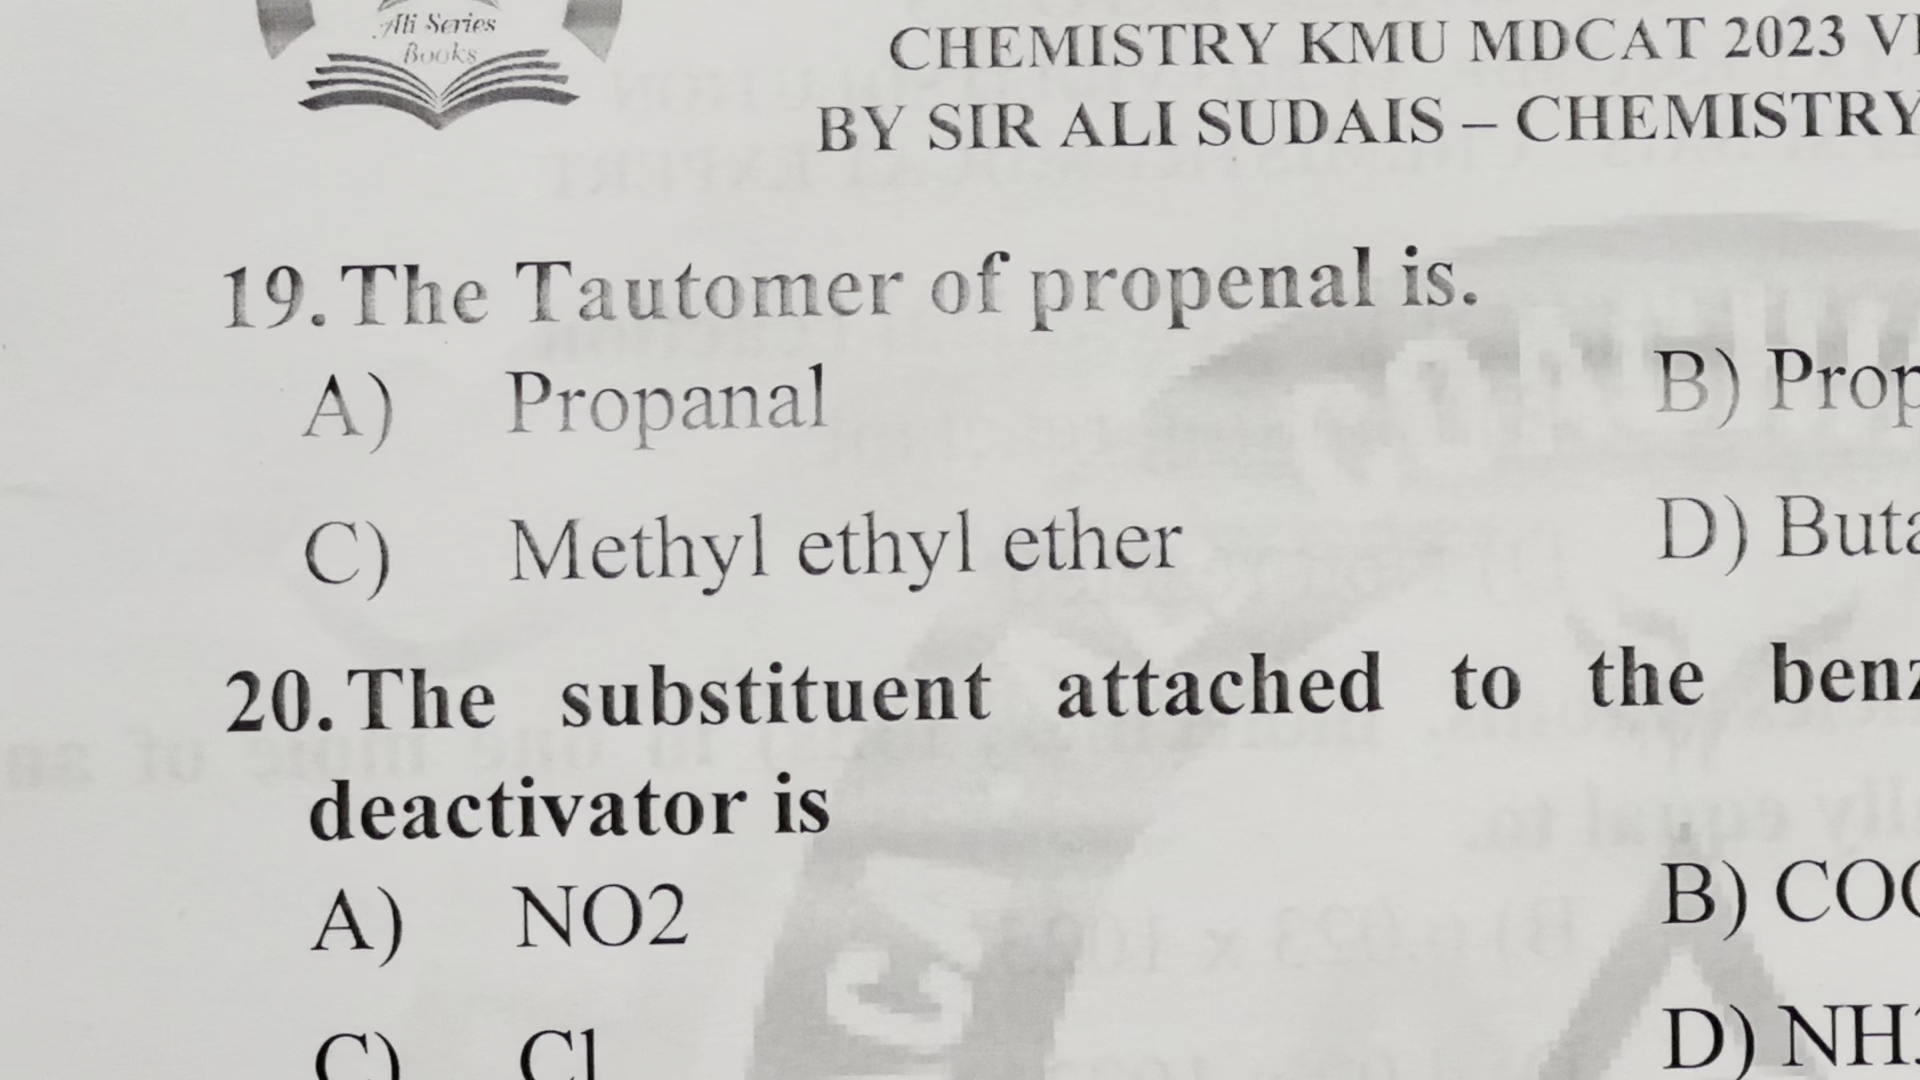 Ali Series
Books
CHEMISTRY KMU MDCAT 2023
BY SIR ALI SUDAIS – CHEMISTRY
19. The Tautomer of propenal is.
A) Propanal B)
C) Methyl ethyl ether D)
20. The substituent attached to the
deactivator is
A) NO2 B)
C) Cl D)